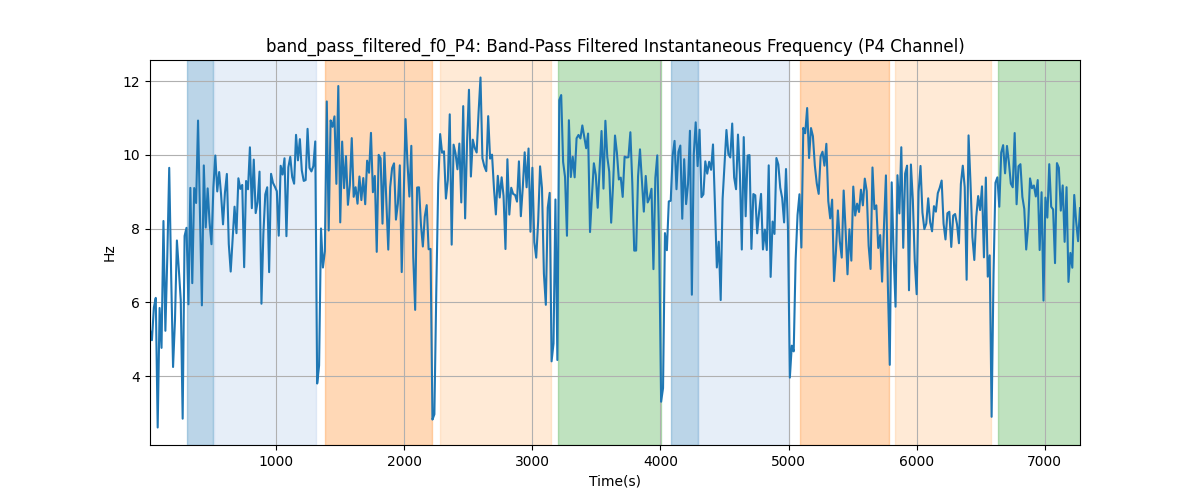 band_pass_filtered_f0_P4: Band-Pass Filtered Instantaneous Frequency (P4 Channel)
12
10
8
6
4
Hz
1000 2000 3000 4000 5000 6000 7000
Time(s)